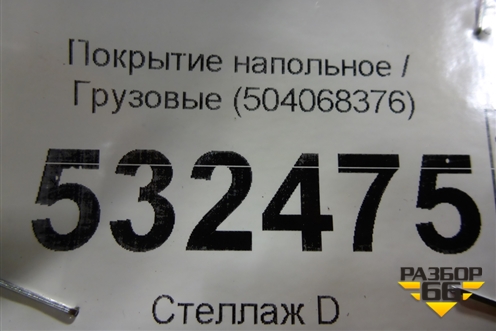 Покрытие напольное /
Грузовые (504068376)
532475
Стеллаж D
РАЗБОР
66